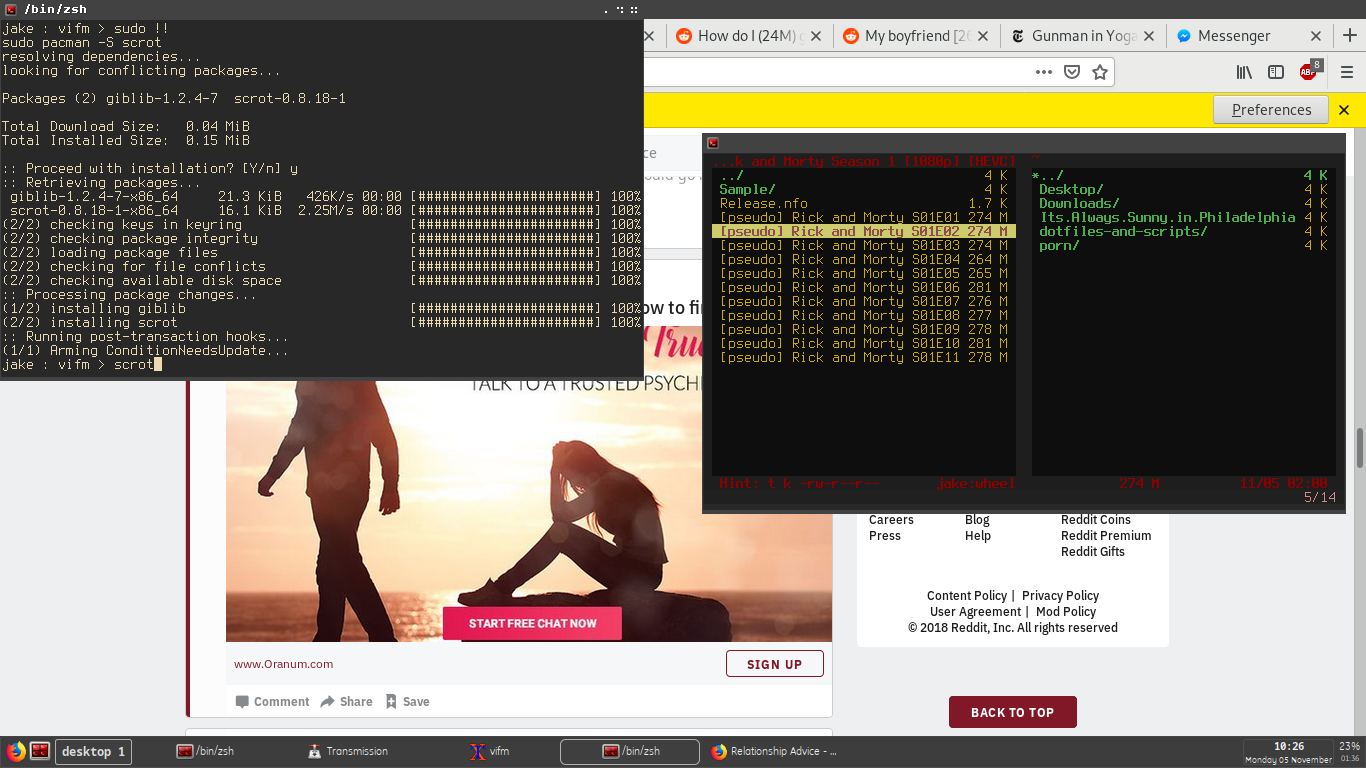 /bin/zsh
jake : vifm > sudo !!
sudo pacman -S scrot
resolving dependencies...
looking for conflicting packages...
Packages (2) giblib-1.2.4-7  scrot-0.8.18-1
Total Download Size:   0.04 MiB
Total Installed Size:  0.15 MiB
:: Proceed with installation? [Y/n] y
:: Retrieving packages...
giblib-1.2.4-7-x86_64     21.3 KiB   426K/s 00:00 [######################] 100%
scrot-0.8.18-1-x86_64     16.1 KiB  2.25M/s 00:00 [######################] 100%
(2/2) checking keys in keyring [######################] 100%
(2/2) checking package integrity [######################] 100%
(2/2) loading package files [######################] 100%
(2/2) checking for file conflicts [######################] 100%
(2/2) checking available disk space [######################] 100%
:: Processing package changes...
(1/2) installing giblib [######################] 100%
(2/2) installing scrot [######################] 100%
:: Running post-transaction hooks...
(1/1) Arming ConditionNeedsUpdate...
jake : vifm > scrot
How do I (24M)
My boyfriend [26
Gunman in Yoga
Messenger
ABP 8
Preferences
...k and Morty Season 1 [1080p] [HEVC] ~
../ 4 K
Sample/ 4 K
Release.nfo 1.7 K
[pseudo] Rick and Morty S01E01 274 M
[pseudo] Rick and Morty S01E02 274 M
[pseudo] Rick and Morty S01E03 274 M
[pseudo] Rick and Morty S01E04 264 M
[pseudo] Rick and Morty S01E05 265 M
[pseudo] Rick and Morty S01E06 281 M
[pseudo] Rick and Morty S01E07 276 M
[pseudo] Rick and Morty S01E08 277 M
[pseudo] Rick and Morty S01E09 278 M
[pseudo] Rick and Morty S01E10 281 M
[pseudo] Rick and Morty S01E11 278 M
*../ 4 K
Desktop/ 4 K
Downloads/ 4 K
Its.Always.Sunny.in.Philadelphia 4 K
dotfiles-and-scripts/ 4 K
porn/ 4 K
Hint: t k -rw-r--r-- jake:wheel 274 M 11/05 02:00
5/14
ow to fi
True
TALK TO A TRUSTED PSYCHI
START FREE CHAT NOW
www.Oranum.com
SIGN UP
Comment Share Save
Careers Blog Reddit Coins
Press Help Reddit Premium
Reddit Gifts
Content Policy | Privacy Policy
User Agreement | Mod Policy
© 2018 Reddit, Inc. All rights reserved
BACK TO TOP
desktop 1 /bin/zsh Transmission vifm /bin/zsh Relationship Advice - ... 10:26 23%
Monday 05 November 01:36